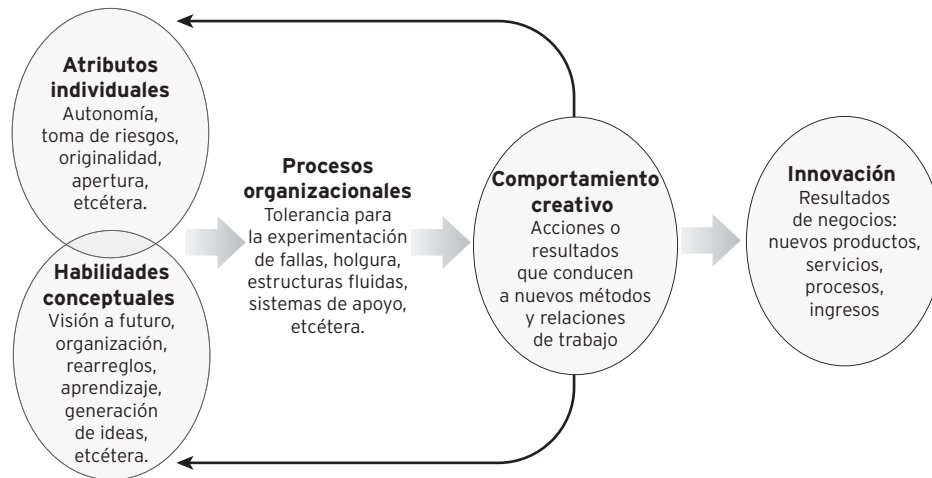 Atributos
individuales
Autonomía,
toma de riesgos,
originalidad,
apertura,
etcétera.
Habilidades
conceptuales
Visión a futuro,
organización,
rearreglos,
aprendizaje,
generación
de ideas,
etcétera.
Procesos
organizacionales
Tolerancia para
la experimentación
de fallas, holgura,
estructuras fluidas,
sistemas de apoyo,
etcétera.
Comportamiento
creativo
Acciones o
resultados
que conducen
a nuevos métodos
y relaciones
de trabajo
Innovación
Resultados
de negocios:
nuevos productos,
servicios,
procesos,
ingresos